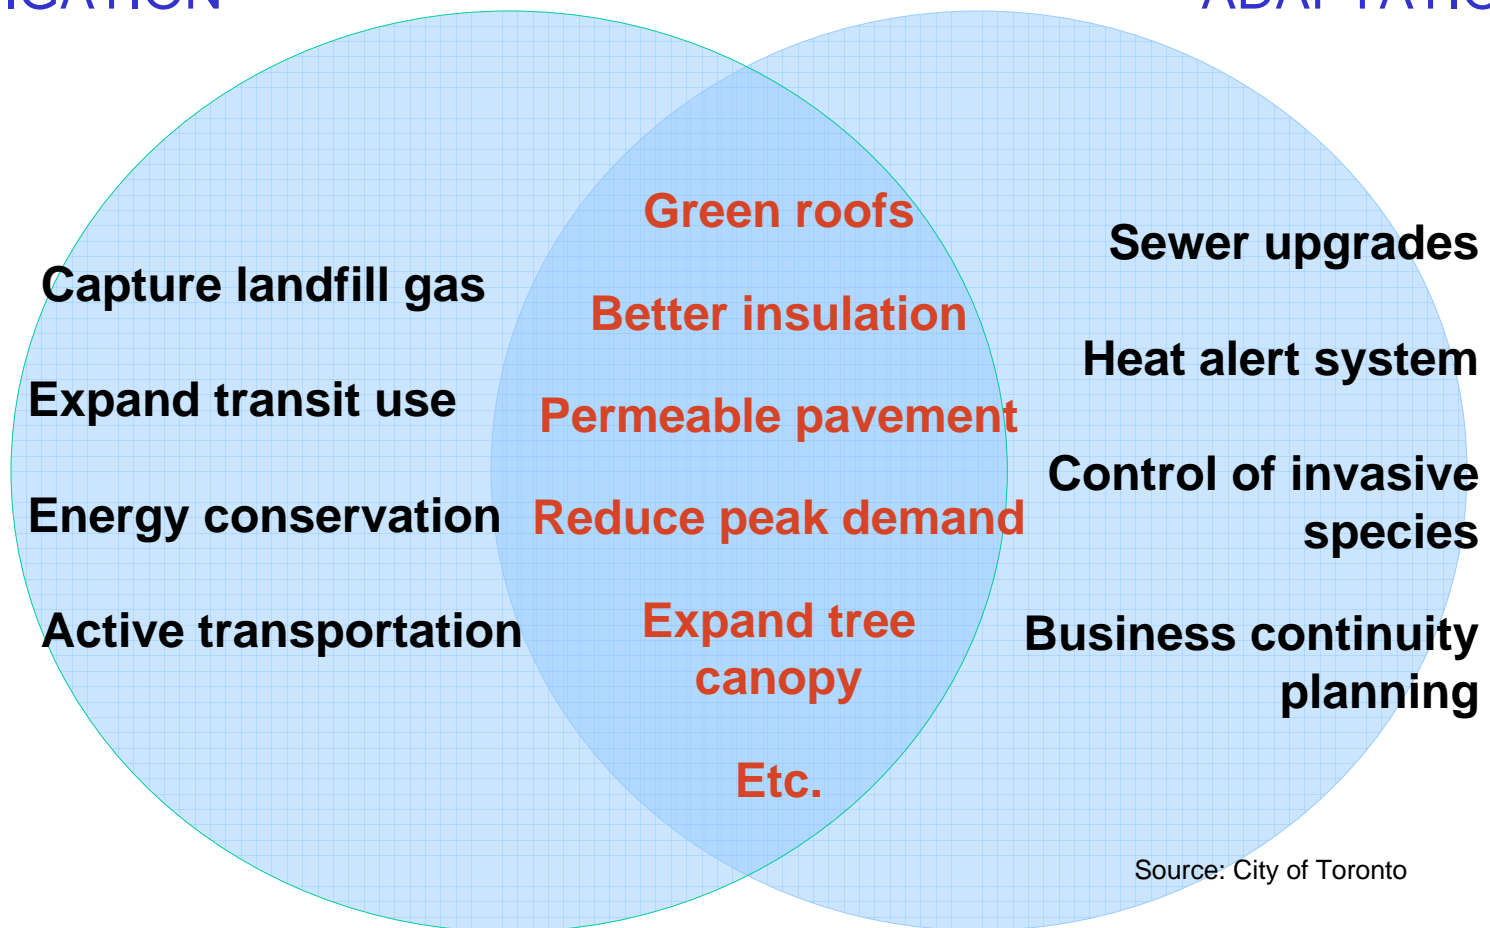 Capture landfill gas
Expand transit use
Energy conservation
Active transportation
Green roofs
Better insulation
Permeable pavement
Reduce peak demand
Expand tree
canopy
Etc.
Sewer upgrades
Heat alert system
Control of invasive
species
Business continuity
planning
Source: City of Toronto